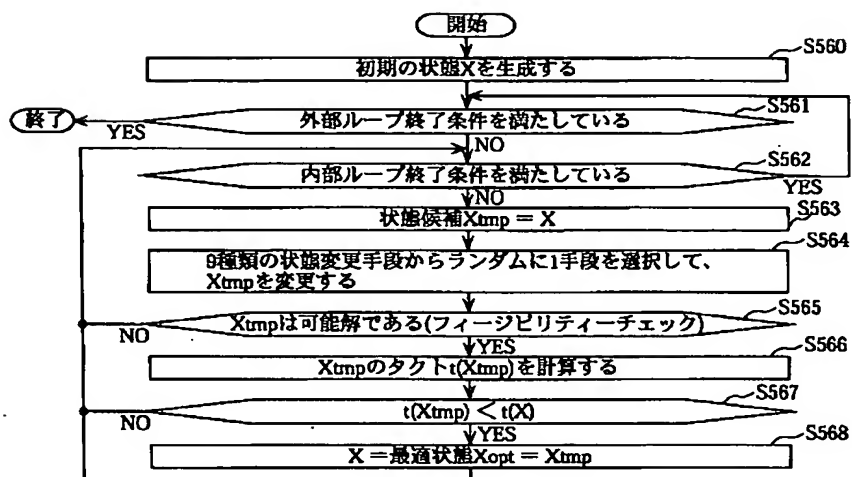 開始
S560
初期の状態Xを生成する
S561
終了
YES
外部ループ終了条件を満たしている
NO
S562
内部ループ終了条件を満たしている
YES
NO
S563
状態候補Xtmp = X
S564
9種類の状態変更手段からランダムに1手段を選択して、
Xtmpを変更する
S565
Xtmpは可能解である(フィージビリティーチェック)
NO
YES
S566
Xtmpのタクトt(Xtmp)を計算する
S567
t(Xtmp) < t(X)
NO
YES
S568
X =最適状態Xopt = Xtmp